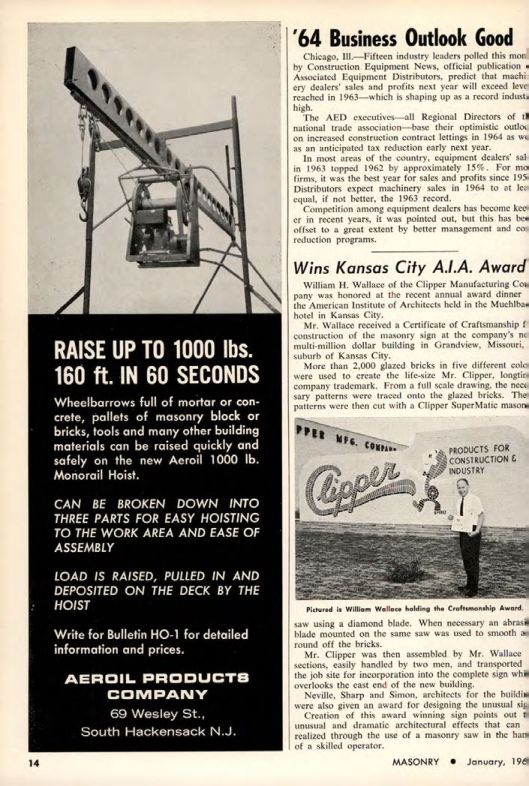 RAISE UP TO 1000 lbs.
160 ft. IN 60 SECONDS
Wheelbarrows full of mortar or con-
crete, pallets of masonry block or
bricks, tools and many other building
materials can be raised quickly and
safely on the new Aeroil 1000 lb.
Monorail Hoist.
CAN BE BROKEN DOWN INTO
THREE PARTS FOR EASY HOISTING
TO THE WORK AREA AND EASE OF
ASSEMBLY
LOAD IS RAISED, PULLED IN AND
DEPOSITED ON THE DECK BY THE
HOIST
Write for Bulletin HO-1 for detailed
information and prices.
AEROIL PRODUCTS
COMPANY
69 Wesley St.,
South Hackensack N.J.
'64 Business Outlook Good
Chicago, Ill.—Fifteen industry leaders polled this
by Construction Equipment News, official publication
Associated Equipment Distributors, predict that
ery dealers' sales and profits next year will exceed
reached in 1963—which is shaping up as a record
high.
The AED executives—all Regional Directors of
national trade association—base their optimistic
on increased construction contract lettings in 1964 as
as an anticipated tax reduction early next year.
In most areas of the country, equipment dealers'
in 1963 topped 1962 by approximately 15%. For
firms, it was the best year for sales and profits since
Distributors expect machinery sales in 1964 to at
equal, if not better, the 1963 record.
Competition among equipment dealers has become
er in recent years, it was pointed out, but this has
offset to a great extent by better management and
reduction programs.
Wins Kansas City A.I.A. Award
William H. Wallace of the Clipper Manufacturing
pany was honored at the recent annual award dinner
the American Institute of Architects held in the
hotel in Kansas City.
Mr. Wallace received a Certificate of Craftsmanship
construction of the masonry sign at the company's
multi-million dollar building in Grandview, Missouri,
suburb of Kansas City.
More than 2,000 glazed bricks in five different
were used to create the life-size Mr. Clipper,
company trademark. From a full scale drawing, the
sary patterns were traced onto the glazed bricks.
patterns were then cut with a Clipper SuperMatic
PPER MFG. COMPANY
Clipper
PRODUCTS FOR
CONSTRUCTION &
INDUSTRY
Pictured is William Wallace holding the Craftsmanship Award.
saw using a diamond blade. When necessary an
blade mounted on the same saw was used to smooth
round off the bricks.
Mr. Clipper was then assembled by Mr. Wallace
sections, easily handled by two men, and transported
the job site for incorporation into the complete sign
overlooks the east end of the new building.
Neville, Sharp and Simon, architects for the
were also given an award for designing the unusual
Creation of this award winning sign points out
unusual and dramatic architectural effects that can
realized through the use of a masonry saw in the
of a skilled operator.
14
MASONRY • January,